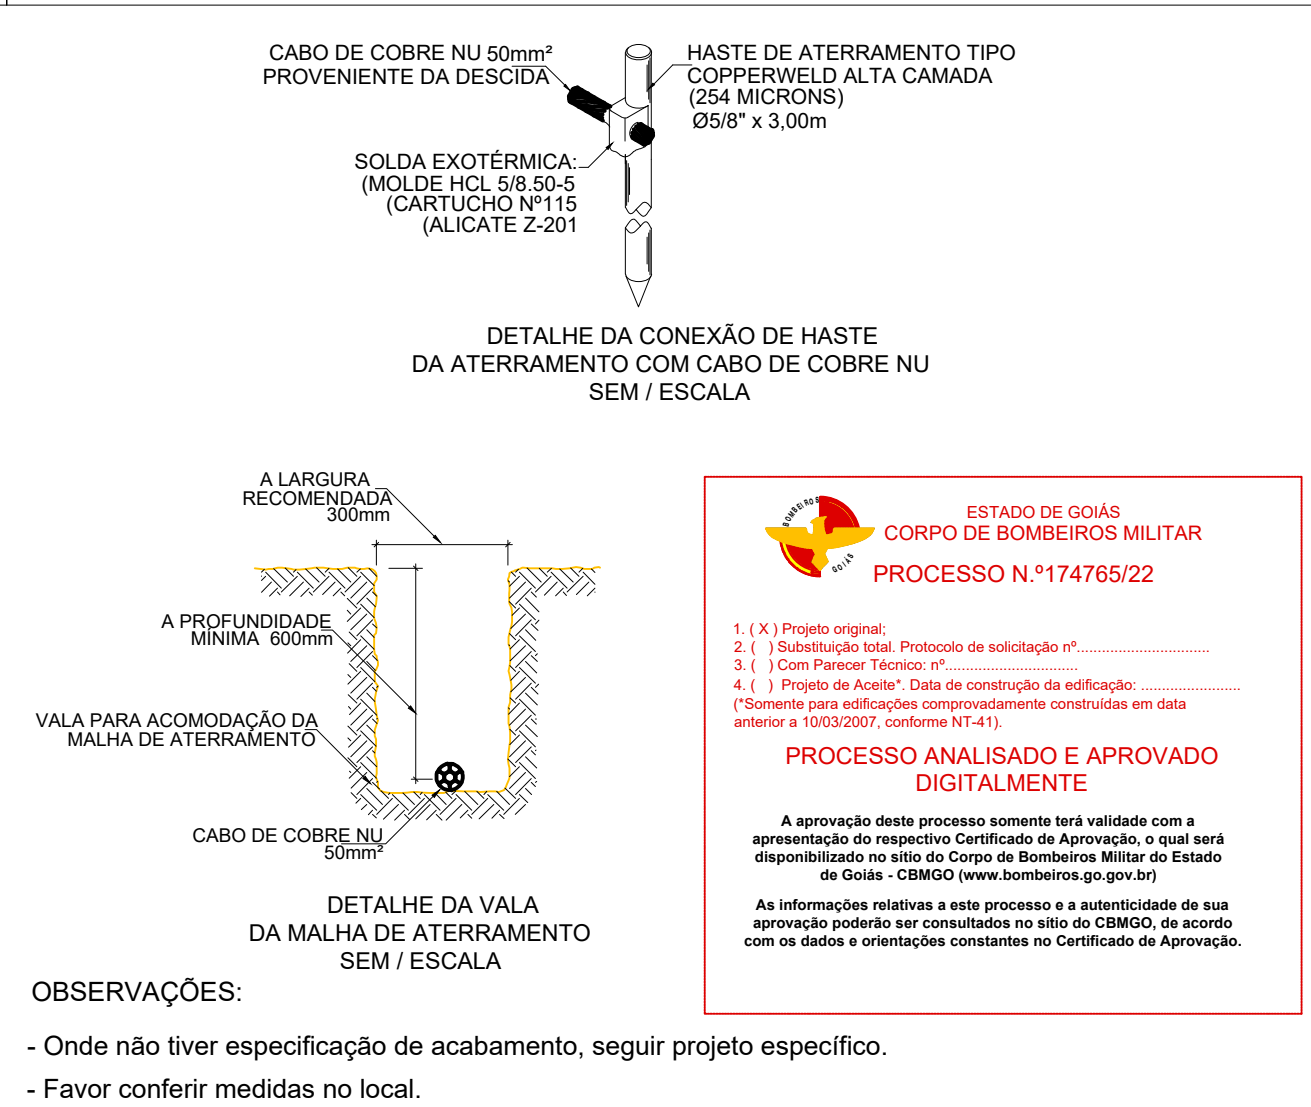 CABO DE COBRE NU 50mm²
PROVENIENTE DA DESCIDA
HASTE DE ATERRAMENTO TIPO
COPPERWELD ALTA CAMADA
(254 MICRONS)
Ø5/8" x 3,00m
SOLDA EXOTÉRMICA:
(MOLDE HCL 5/8.50-5
(CARTUCHO Nº115
(ALICATE Z-201
DETALHE DA CONEXÃO DE HASTE
DA ATERRAMENTO COM CABO DE COBRE NU
SEM / ESCALA
A LARGURA
RECOMENDADA
300mm
A PROFUNDIDADE
MÍNIMA 600mm
VALA PARA ACOMODAÇÃO DA
MALHA DE ATERRAMENTO
CABO DE COBRE NU
50mm²
DETALHE DA VALA
DA MALHA DE ATERRAMENTO
SEM / ESCALA
BOMBEIROS
GOIÁS
ESTADO DE GOIÁS
CORPO DE BOMBEIROS MILITAR
PROCESSO N.º174765/22
1. ( X ) Projeto original;
2. (   ) Substituição total. Protocolo de solicitação nº................................
3. (   ) Com Parecer Técnico: nº................................
4. (   )  Projeto de Aceite*. Data de construção da edificação: ........................
(*Somente para edificações comprovadamente construídas em data
anterior a 10/03/2007, conforme NT-41).
PROCESSO ANALISADO E APROVADO
DIGITALMENTE
A aprovação deste processo somente terá validade com a
apresentação do respectivo Certificado de Aprovação, o qual será
disponibilizado no sítio do Corpo de Bombeiros Militar do Estado
de Goiás - CBMGO (www.bombeiros.go.gov.br)
As informações relativas a este processo e a autenticidade de sua
aprovação poderão ser consultados no sítio do CBMGO, de acordo
com os dados e orientações constantes no Certificado de Aprovação.
OBSERVAÇÕES:
- Onde não tiver especificação de acabamento, seguir projeto específico.
- Favor conferir medidas no local.